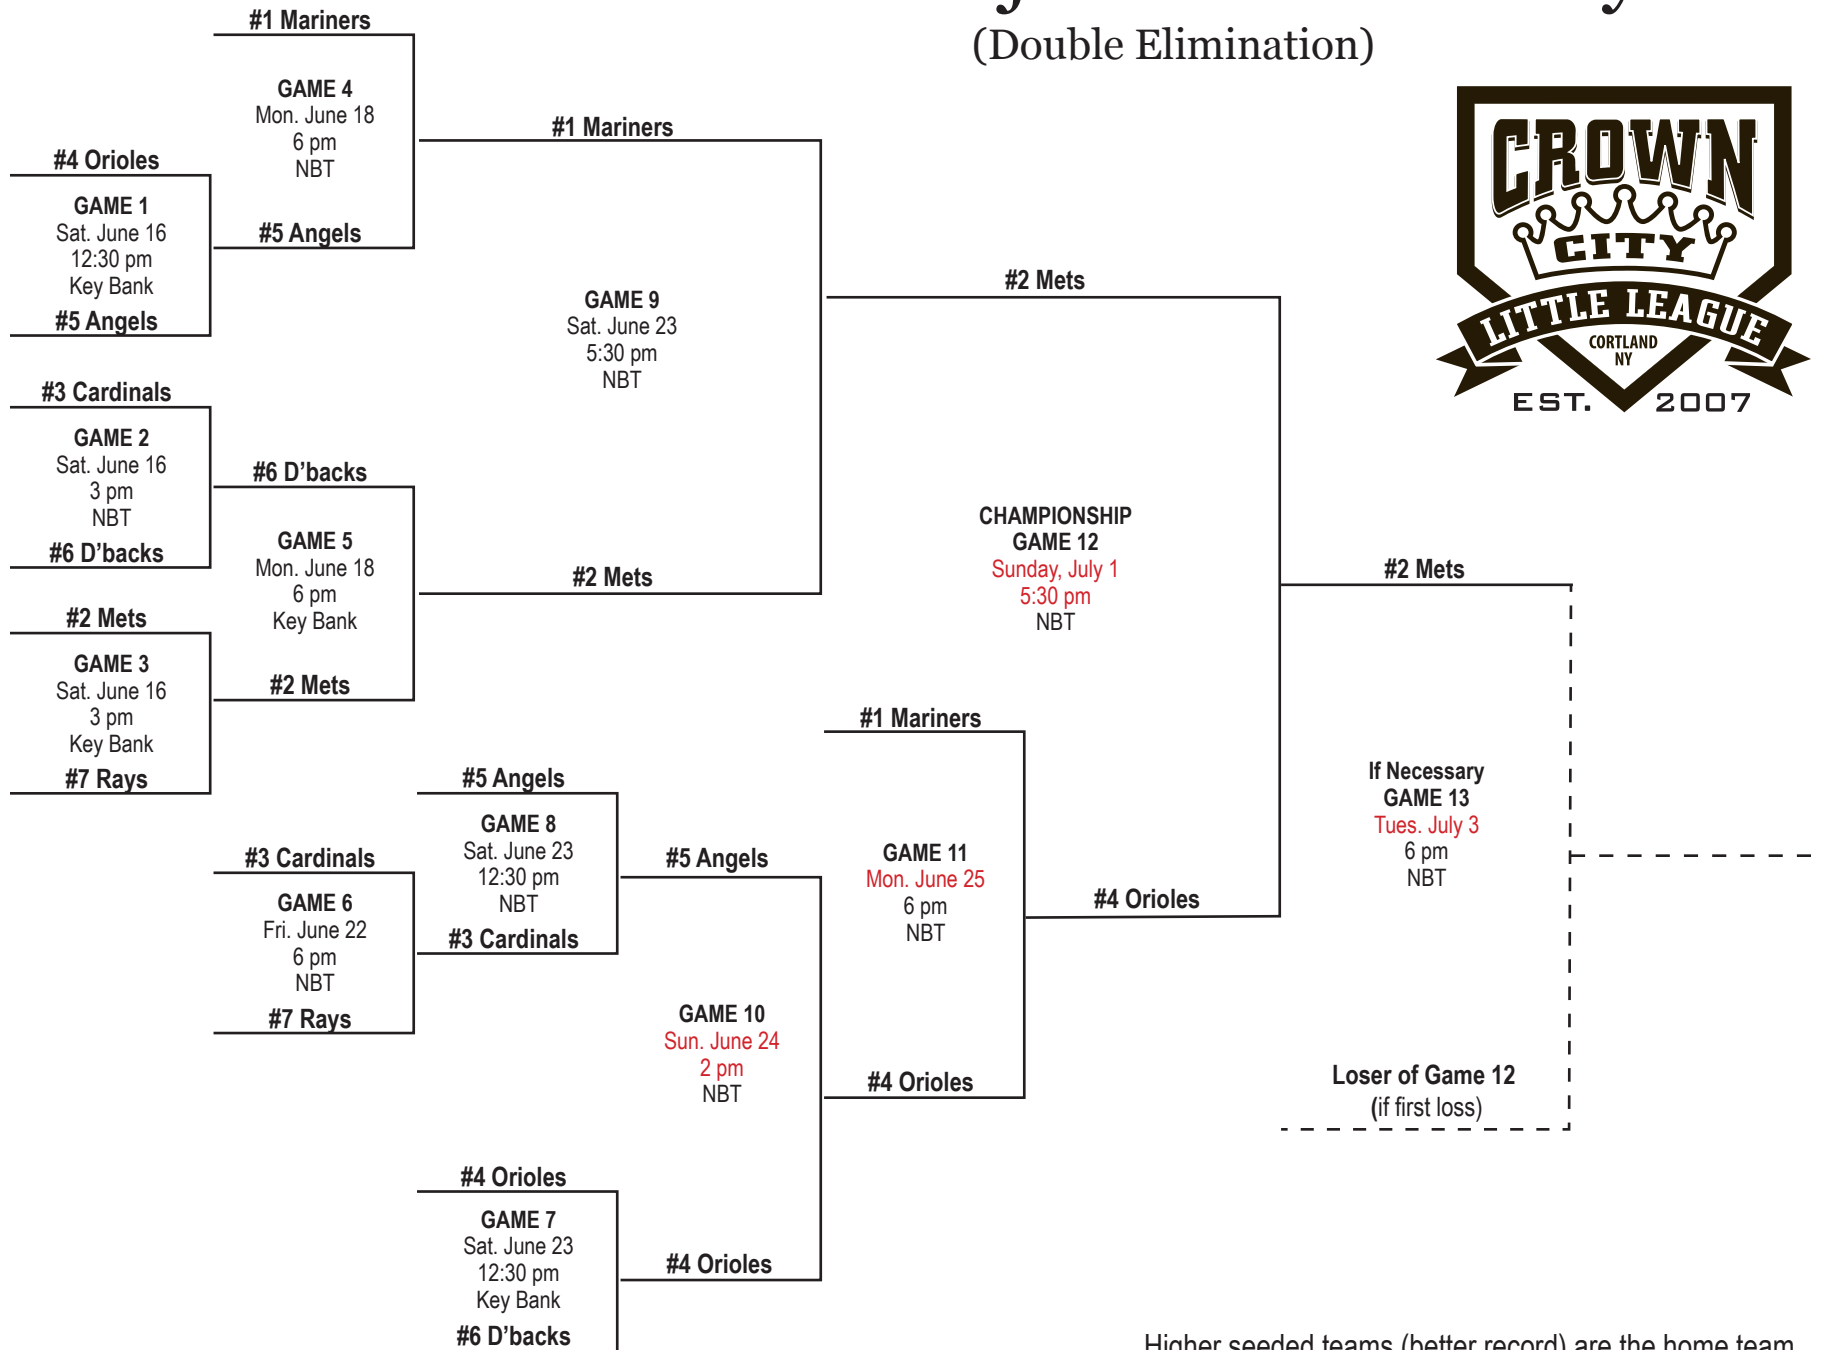 (Double Elimination)
CROWN
CITY
LITTLE LEAGUE
CORTLAND
NY
EST. 2007
#1 Mariners
GAME 4
Mon. June 18
6 pm
NBT
#5 Angels
#4 Orioles
GAME 1
Sat. June 16
12:30 pm
Key Bank
#5 Angels
#3 Cardinals
GAME 2
Sat. June 16
3 pm
NBT
#6 D’backs
#6 D’backs
GAME 5
Mon. June 18
6 pm
Key Bank
#2 Mets
#2 Mets
GAME 3
Sat. June 16
3 pm
Key Bank
#7 Rays
#1 Mariners
GAME 9
Sat. June 23
5:30 pm
NBT
#2 Mets
#2 Mets
CHAMPIONSHIP
GAME 12
Sunday, July 1
5:30 pm
NBT
#4 Orioles
#2 Mets
If Necessary
GAME 13
Tues. July 3
6 pm
NBT
Loser of Game 12
(if first loss)
#1 Mariners
GAME 11
Mon. June 25
6 pm
NBT
#4 Orioles
#5 Angels
GAME 8
Sat. June 23
12:30 pm
NBT
#3 Cardinals
#3 Cardinals
GAME 6
Fri. June 22
6 pm
NBT
#7 Rays
#5 Angels
GAME 10
Sun. June 24
2 pm
NBT
#4 Orioles
#4 Orioles
GAME 7
Sat. June 23
12:30 pm
Key Bank
#6 D’backs
Higher seeded teams (better record) are the home team